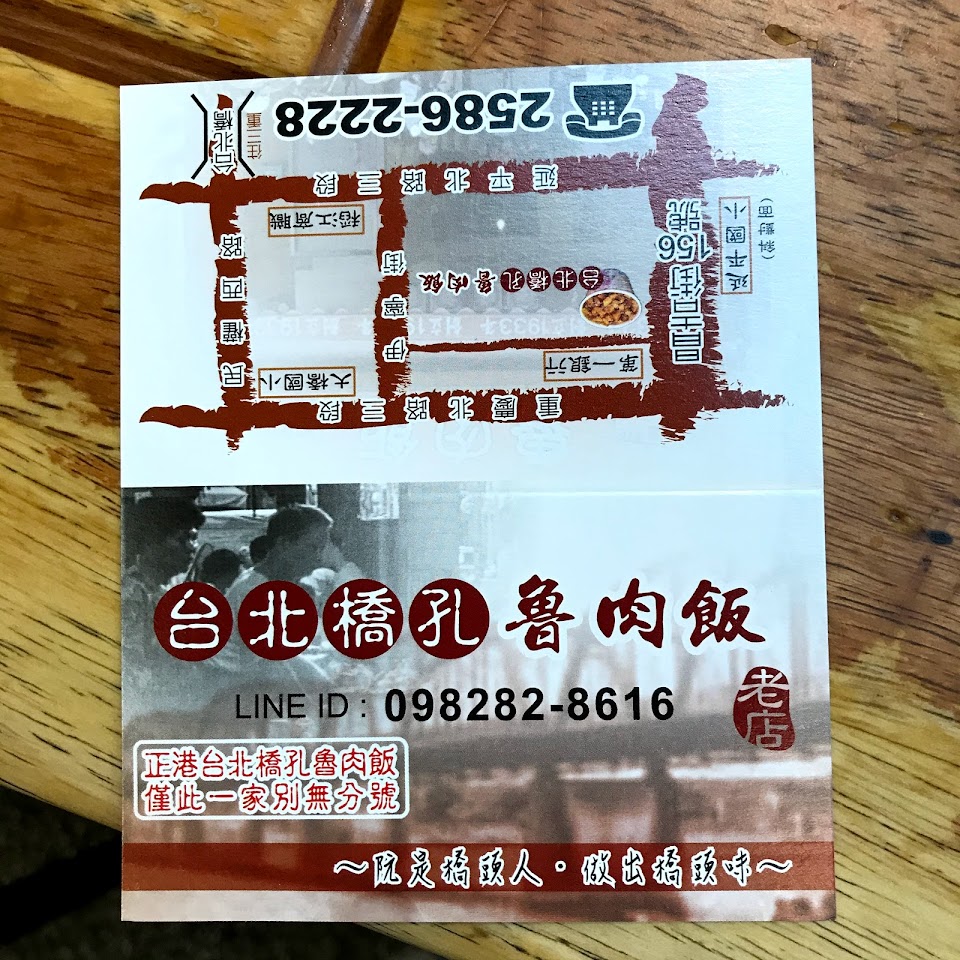 2586-2228
台北橋
往三重
延平北路三段
稻江商職
民權西路
伊寧街
台北橋孔魯肉飯
昌吉街156號
延平國小
(斜對面)
大橋國小
第一銀行
重慶北路三段
台北橋孔魯肉飯
LINE ID : 098282-8616
老店
正港台北橋孔魯肉飯
僅此一家別無分號
～阮是橋頭人・做出橋頭味～